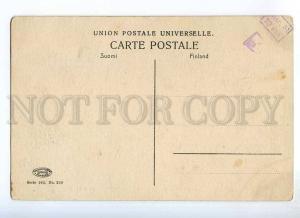 UNION POSTALE UNIVERSELLE.
CARTE POSTALE
Suomi Finland
NOT FOR COPY